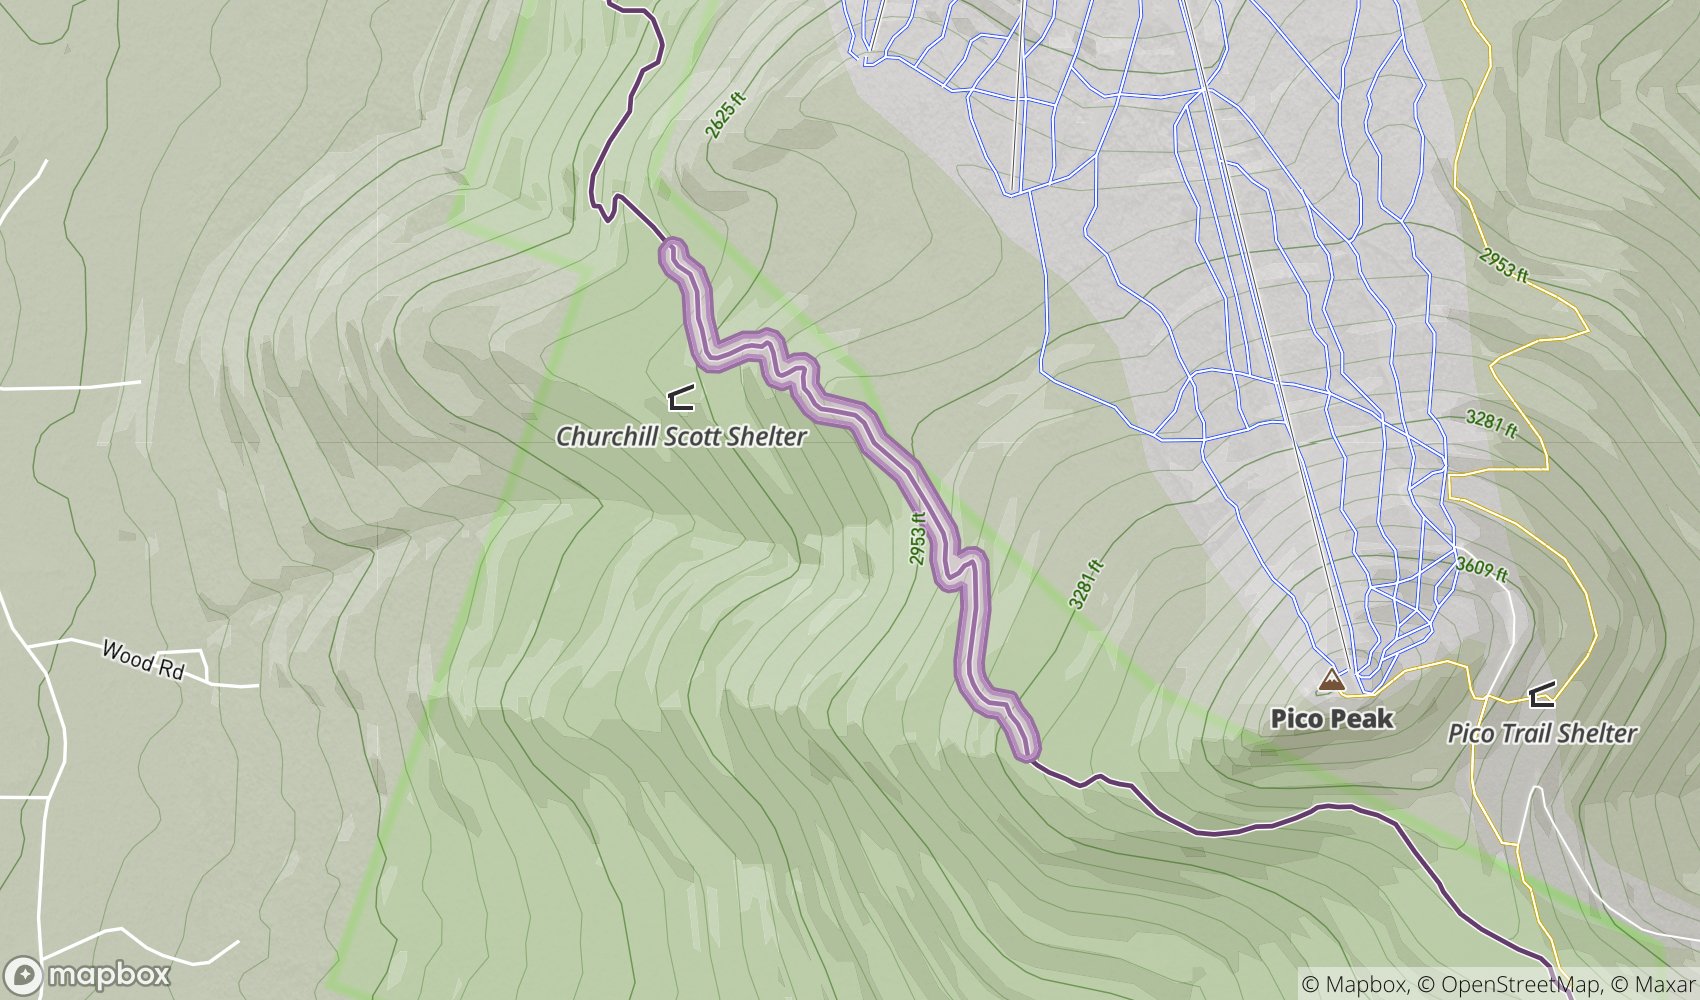 2625 ft
2953 ft
3281 ft
Churchill Scott Shelter
2953 ft
3281 ft
3609 ft
Wood Rd
Pico Peak
Pico Trail Shelter
mapbox
© Mapbox, © OpenStreetMap, © Maxar